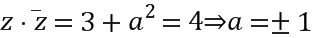 z · z̄ = 3 + a² = 4⇒a =± 1